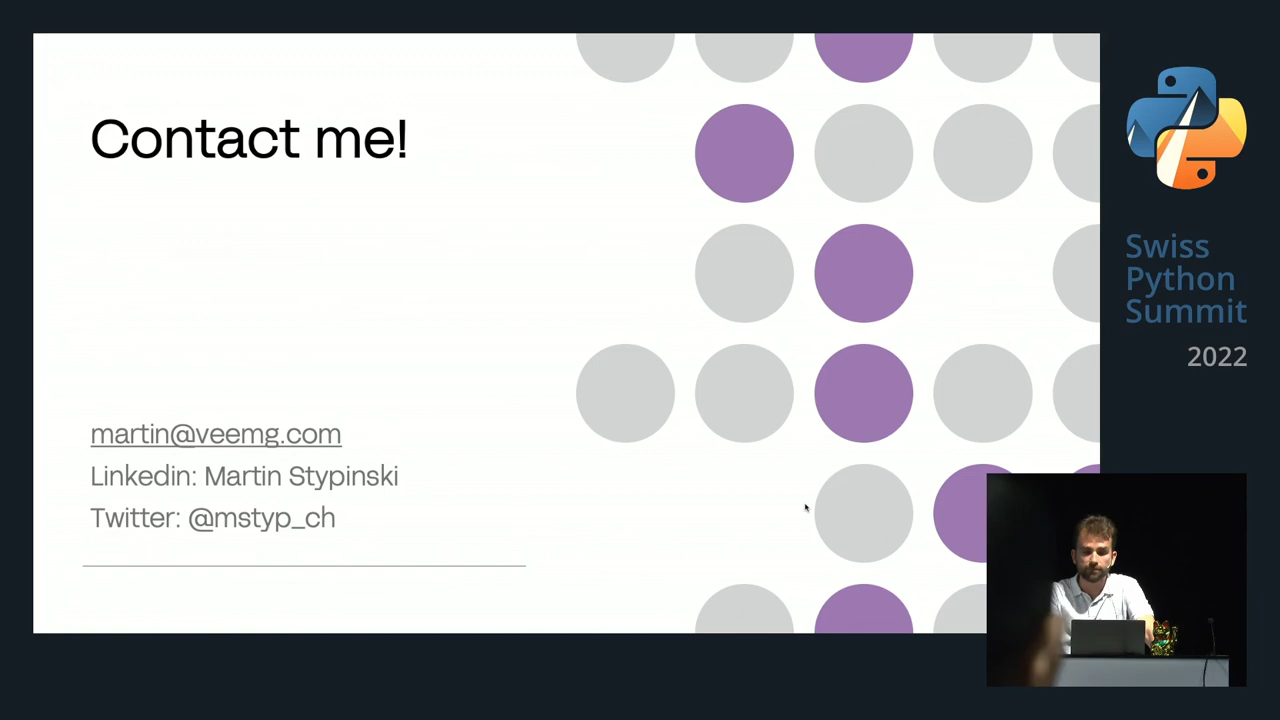 Contact me!
martin@veemg.com
Linkedin: Martin Stypinski
Twitter: @mstyp_ch
Swiss
Python
Summit
2022